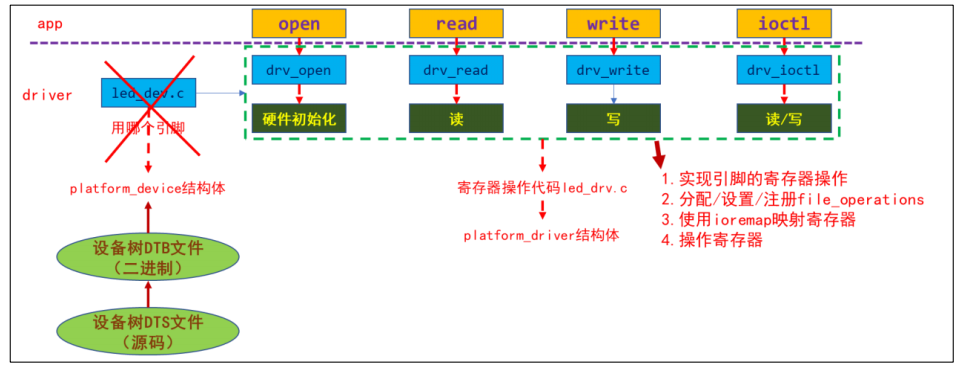 app
open
read
write
ioctl
driver
led_dev.c
drv_open
drv_read
drv_write
drv_ioctl
用哪个引脚
硬件初始化
读
写
读/写
platform_device结构体
寄存器操作代码led_drv.c
platform_driver结构体
1. 实现引脚的寄存器操作
2. 分配/设置/注册file_operations
3. 使用ioremap映射寄存器
4. 操作寄存器
设备树DTB文件
（二进制）
设备树DTS文件
（源码）